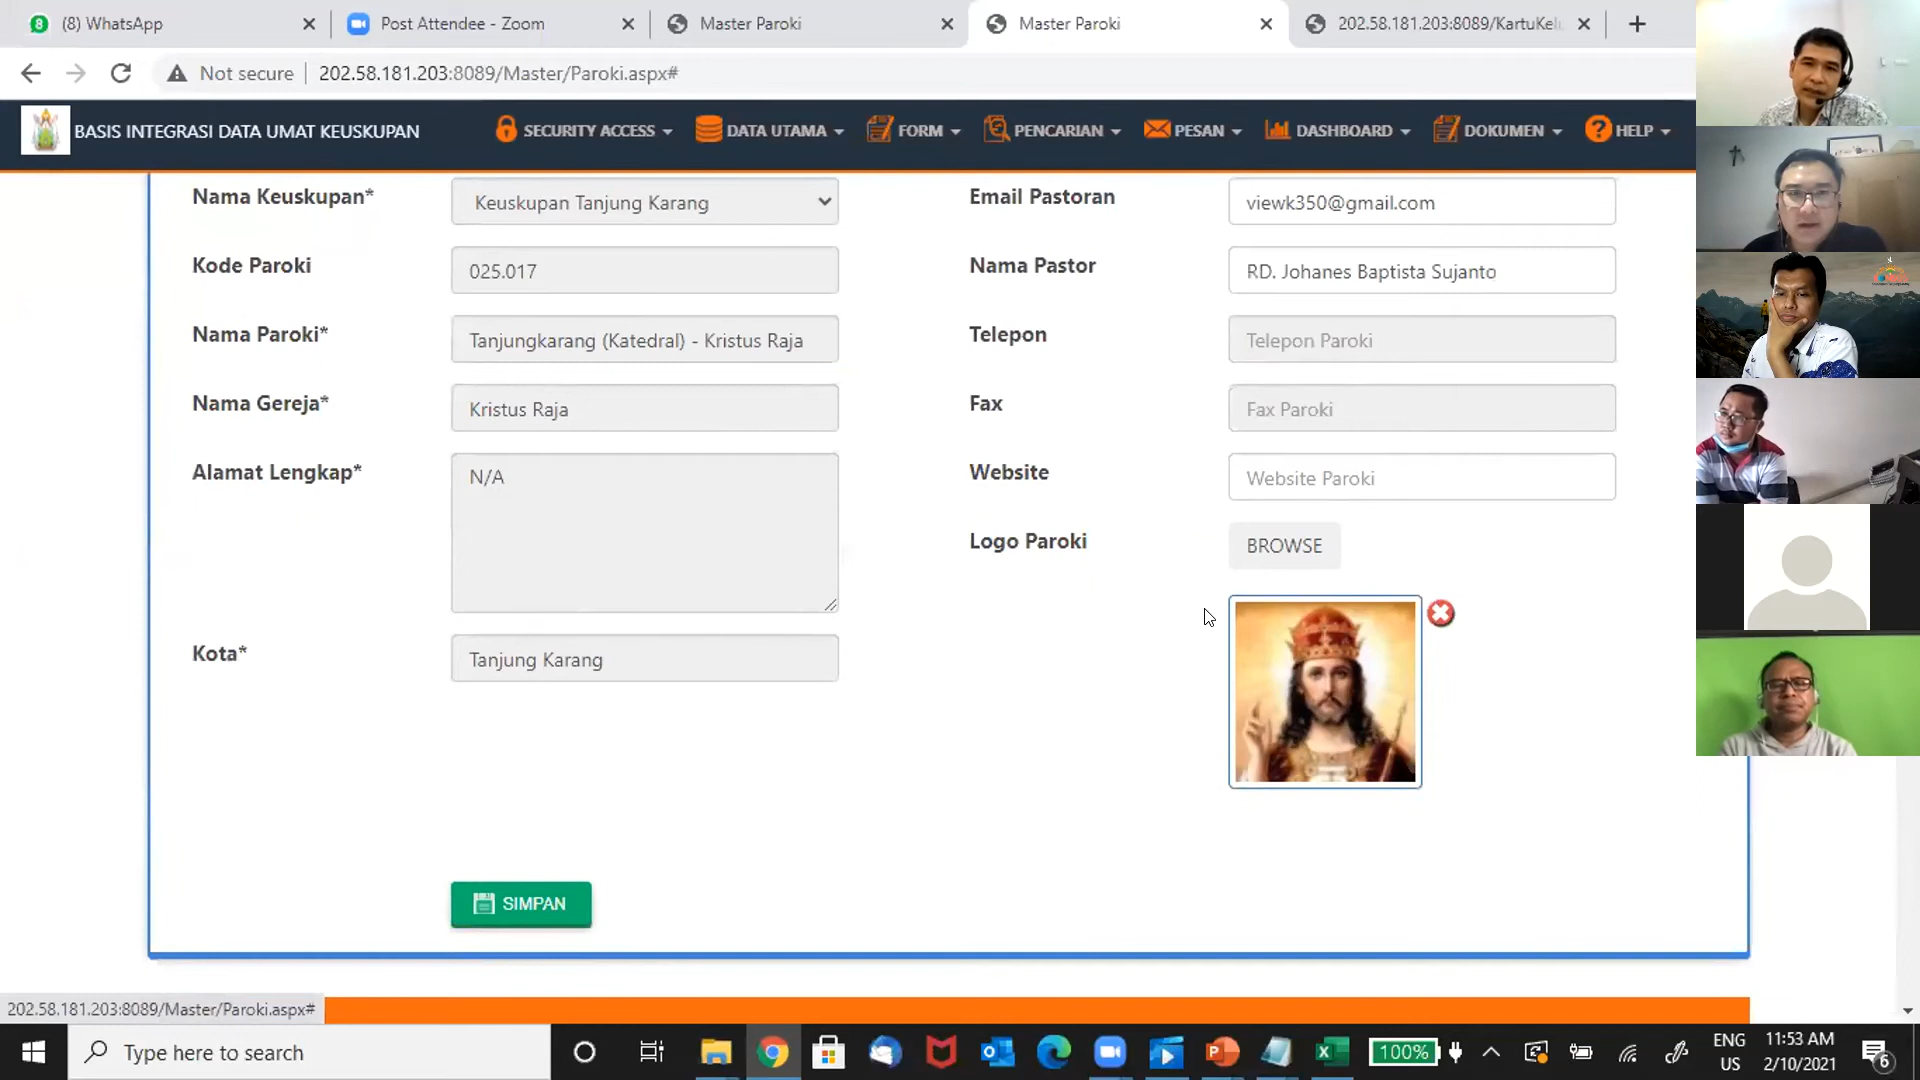 (8) WhatsApp
Post Attendee - Zoom
Master Paroki
Master Paroki
202.58.181.203:8089/KartuKelu
Not secure
202.58.181.203:8089/Master/Paroki.aspx#
BASIS INTEGRASI DATA UMAT KEUSKUPAN
SECURITY ACCESS
DATA UTAMA
FORM
PENCARIAN
PESAN
DASHBOARD
DOKUMEN
HELP
Nama Keuskupan*
Keuskupan Tanjung Karang
Email Pastoran
viewk350@gmail.com
Kode Paroki
025.017
Nama Pastor
RD. Johanes Baptista Sujanto
Nama Paroki*
Tanjungkarang (Katedral) - Kristus Raja
Telepon
Telepon Paroki
Nama Gereja*
Kristus Raja
Fax
Fax Paroki
Alamat Lengkap*
N/A
Website
Website Paroki
Logo Paroki
BROWSE
Kota*
Tanjung Karang
SIMPAN
202.58.181.203:8089/Master/Paroki.aspx#
Type here to search
100%
ENG
US
11:53 AM
2/10/2021
6